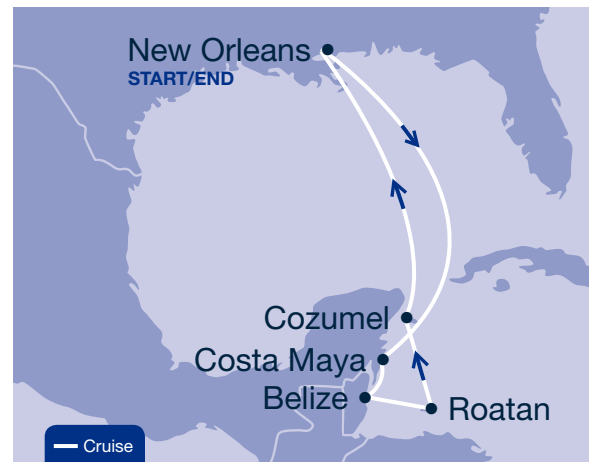 New Orleans
START/END
Cozumel
Costa Maya
Belize
Roatan
Cruise